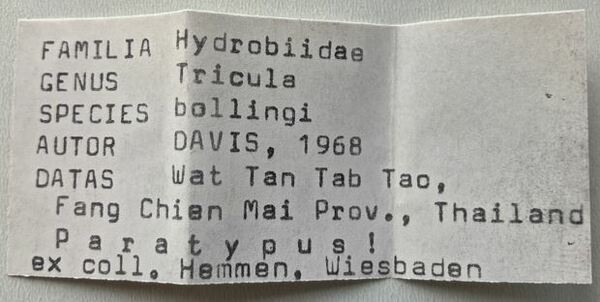 FAMILIA Hydrobiidae
GENUS Tricula
SPECIES bollingi
AUTOR DAVIS, 1968
DATAS Wat Tan Tab Tao,
Fang Chien Mai Prov., Thailand
P a r a t y p u s !
ex coll. Hemmen, Wiesbaden